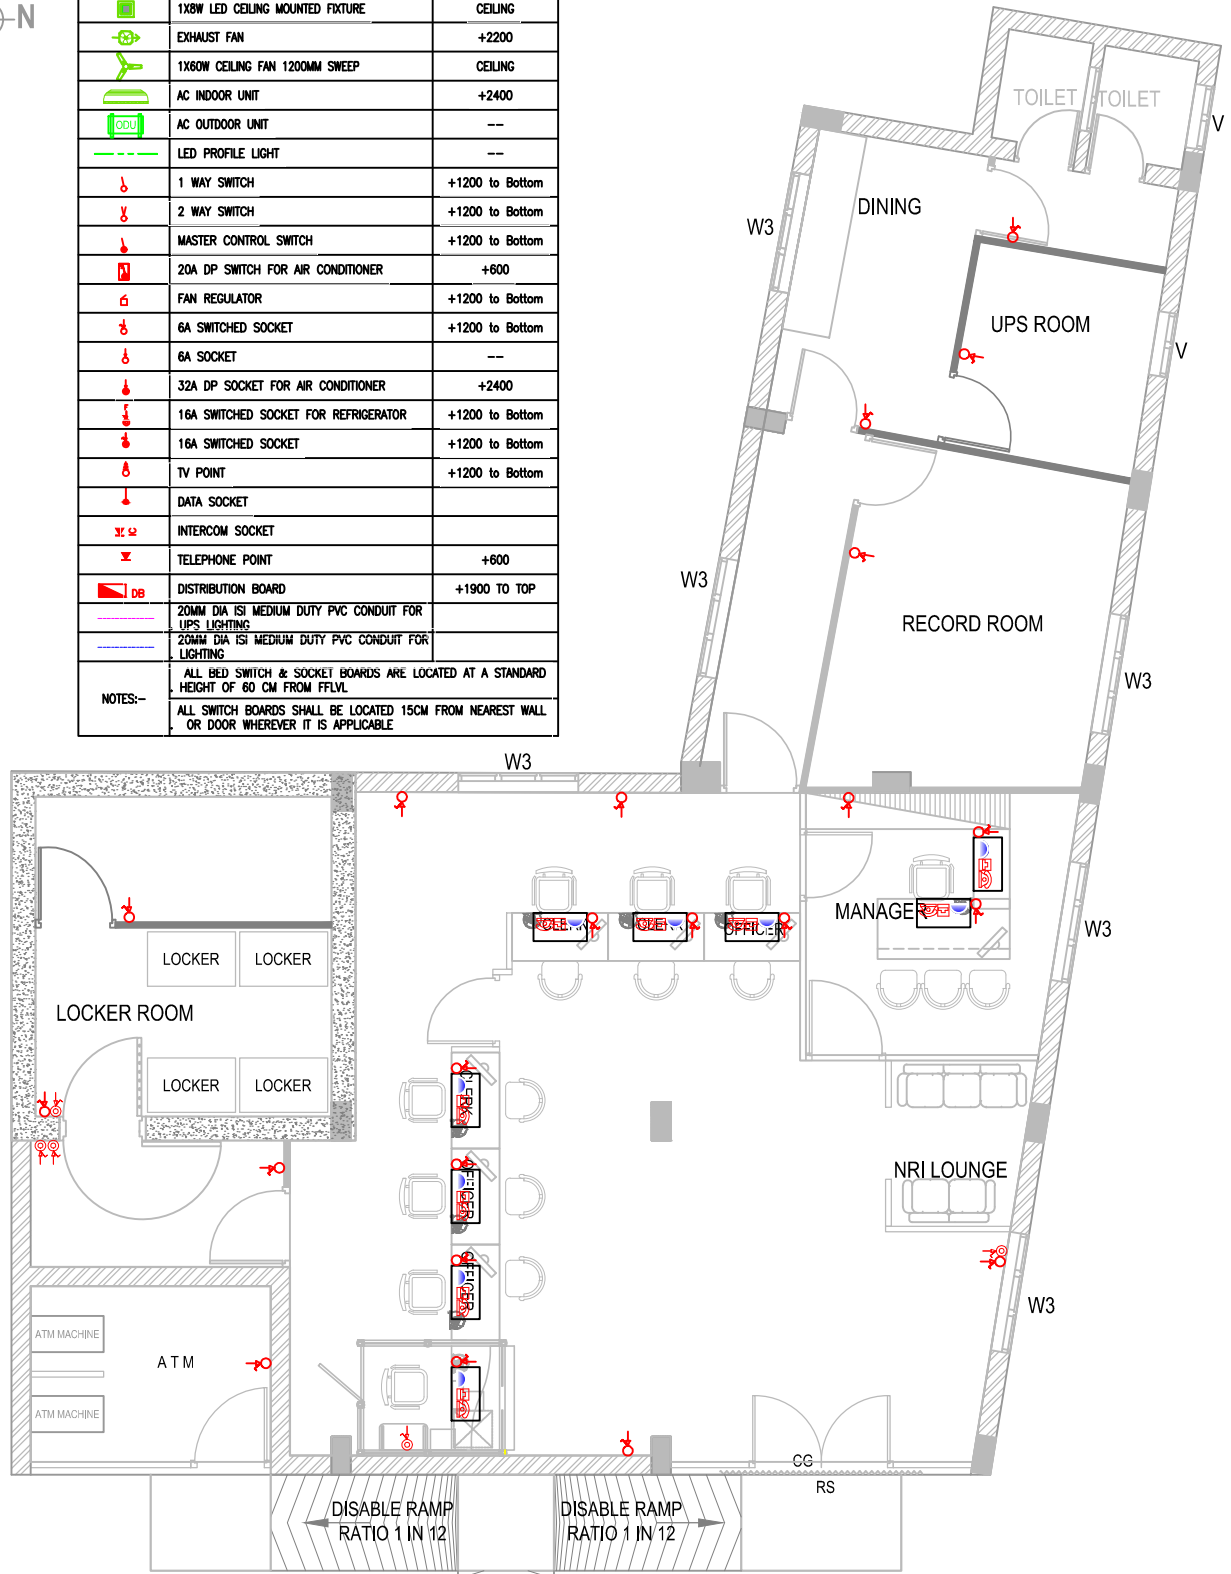 N
1X8W LED CEILING MOUNTED FIXTURE CEILING
EXHAUST FAN +2200
1X60W CEILING FAN 1200MM SWEEP CEILING
AC INDOOR UNIT +2400
ODU AC OUTDOOR UNIT --
LED PROFILE LIGHT --
1 WAY SWITCH +1200 to Bottom
2 WAY SWITCH +1200 to Bottom
MASTER CONTROL SWITCH +1200 to Bottom
20A DP SWITCH FOR AIR CONDITIONER +600
FAN REGULATOR +1200 to Bottom
6A SWITCHED SOCKET +1200 to Bottom
6A SOCKET --
32A DP SOCKET FOR AIR CONDITIONER +2400
16A SWITCHED SOCKET FOR REFRIGERATOR +1200 to Bottom
16A SWITCHED SOCKET +1200 to Bottom
TV POINT +1200 to Bottom
DATA SOCKET
INTERCOM SOCKET
TELEPHONE POINT +600
DB DISTRIBUTION BOARD +1900 TO TOP
20MM DIA ISI MEDIUM DUTY PVC CONDUIT FOR
UPS LIGHTING
20MM DIA ISI MEDIUM DUTY PVC CONDUIT FOR
LIGHTING
NOTES:-
ALL BED SWITCH & SOCKET BOARDS ARE LOCATED AT A STANDARD
HEIGHT OF 60 CM FROM FFLVL
ALL SWITCH BOARDS SHALL BE LOCATED 15CM FROM NEAREST WALL
OR DOOR WHEREVER IT IS APPLICABLE
TOILET TOILET
V
DINING
W3
UPS ROOM
V
W3
RECORD ROOM
W3
W3
MANAGER
CLERK CLERK OFFICER
W3
LOCKER LOCKER
LOCKER ROOM
LOCKER LOCKER
CLERK
NRI LOUNGE
OFFICER
OFFICER
W3
ATM MACHINE
A T M
ATM MACHINE
CG
RS
DISABLE RAMP
RATIO 1 IN 12
DISABLE RAMP
RATIO 1 IN 12